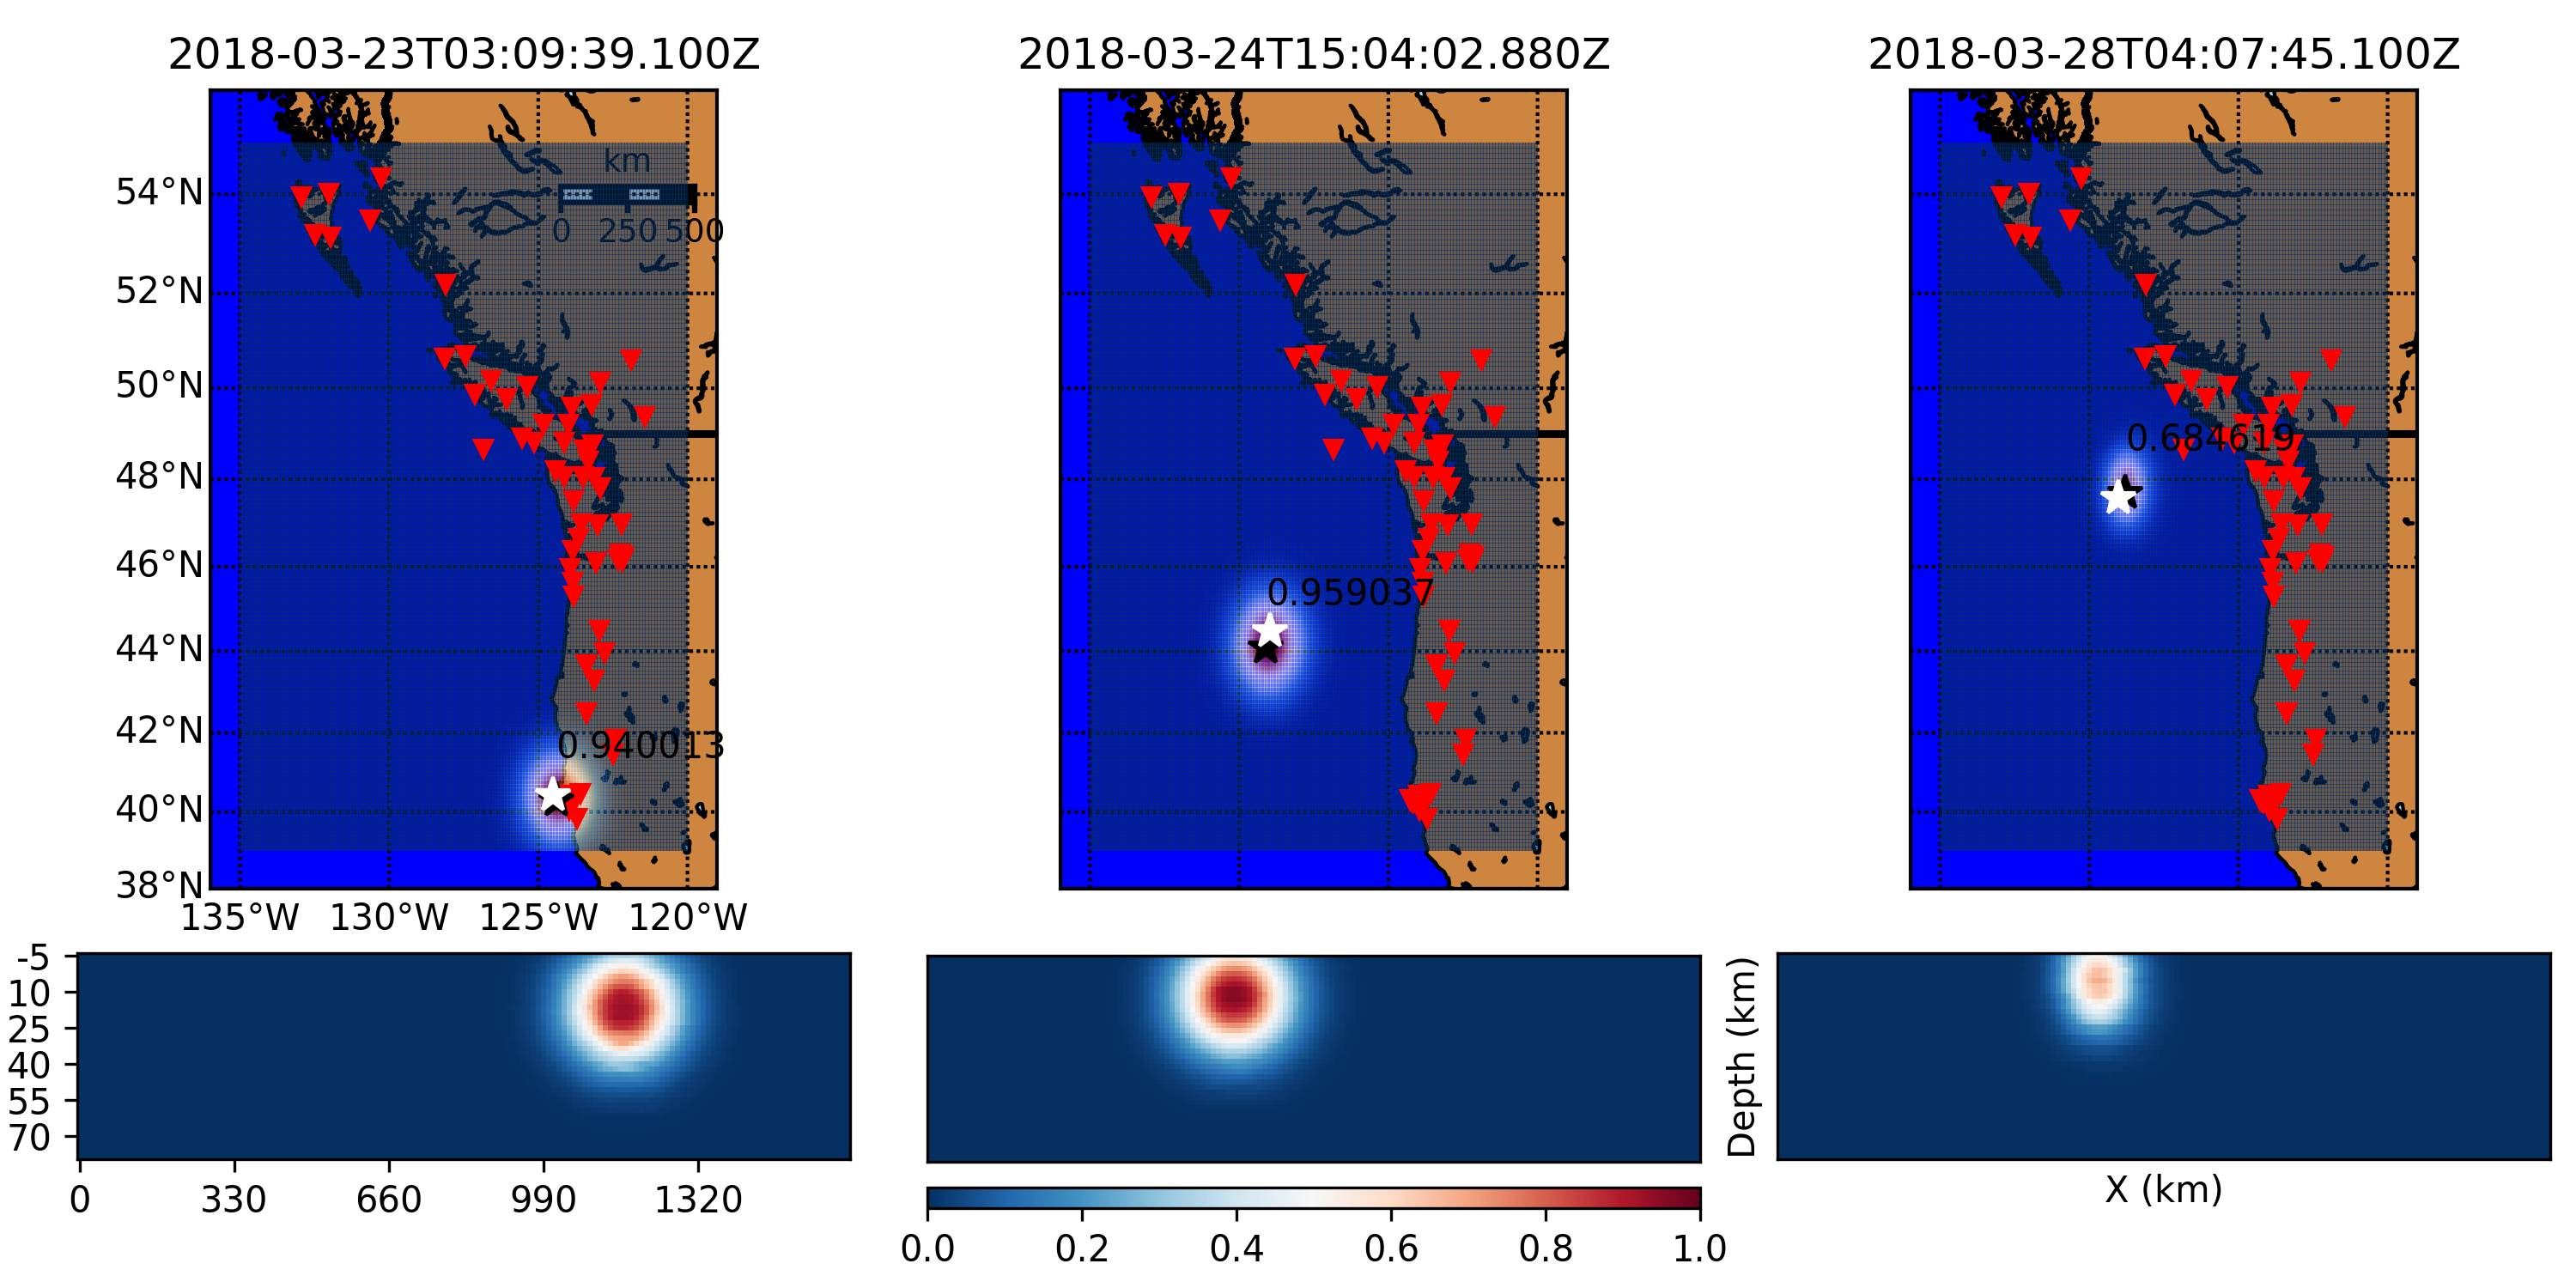 2018-03-23T03:09:39.100Z
2018-03-24T15:04:02.880Z
2018-03-28T04:07:45.100Z
km
0 250 500
54°N
52°N
50°N
48°N
46°N
44°N
42°N
40°N
38°N
135°W 130°W 125°W 120°W
0.940013
0.959037
0.684619
-5
10
25
40
55
70
0 330 660 990 1320
0.0 0.2 0.4 0.6 0.8 1.0
Depth (km)
X (km)